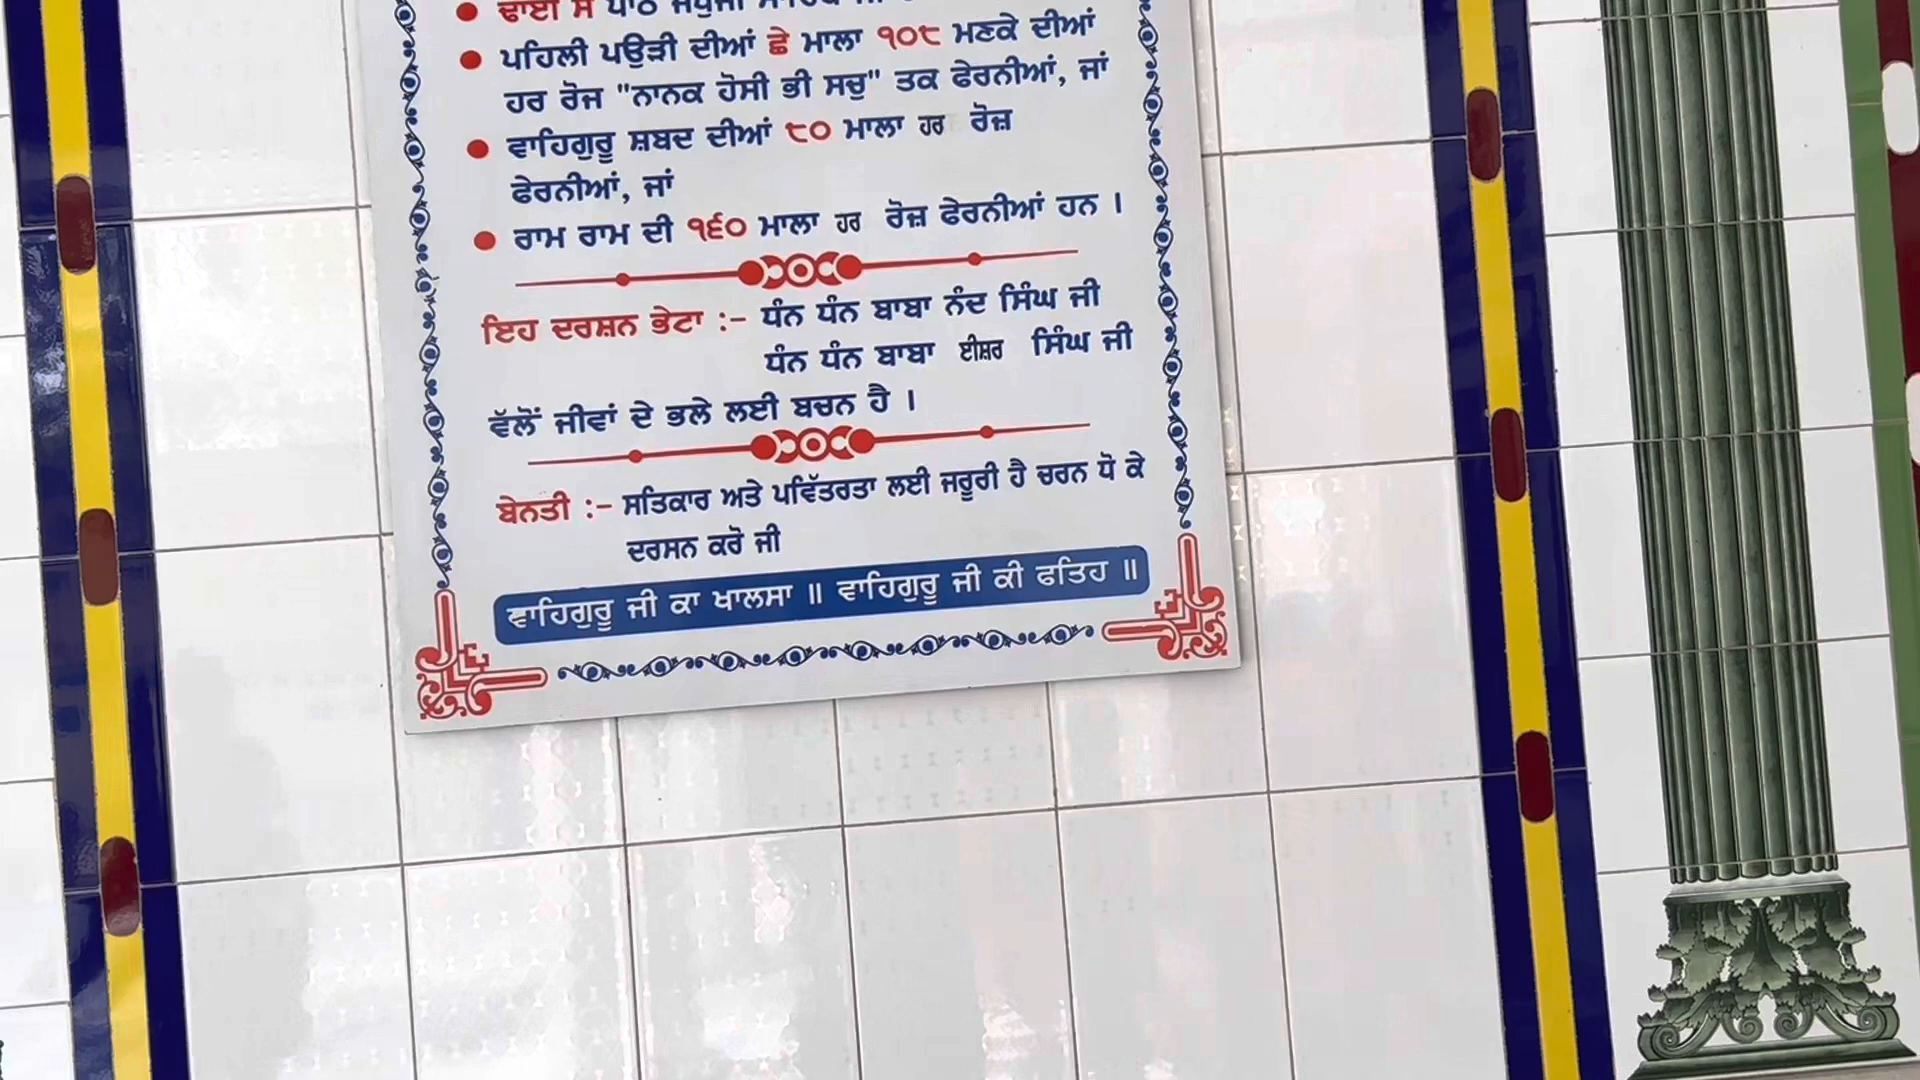 ਢਾਈ ਸੌ ਪਾਠ ਜਪੁਜੀ ਸਾਹਿਬ
ਪਹਿਲੀ ਪਉੜੀ ਦੀਆਂ ਛੇ ਮਾਲਾ ੧੦੮ ਮਣਕੇ ਦੀਆਂ
ਹਰ ਰੋਜ "ਨਾਨਕ ਹੋਸੀ ਭੀ ਸਚੁ" ਤਕ ਫੇਰਨੀਆਂ, ਜਾਂ
ਵਾਹਿਗੁਰੂ ਸ਼ਬਦ ਦੀਆਂ ੮੦ ਮਾਲਾ ਹਰ ਰੋਜ਼
ਫੇਰਨੀਆਂ, ਜਾਂ
ਰਾਮ ਰਾਮ ਦੀ ੧੬੦ ਮਾਲਾ ਹਰ ਰੋਜ਼ ਫੇਰਨੀਆਂ ਹਨ ।
ਇਹ ਦਰਸ਼ਨ ਭੇਟਾ :- ਧੰਨ ਧੰਨ ਬਾਬਾ ਨੰਦ ਸਿੰਘ ਜੀ
ਧੰਨ ਧੰਨ ਬਾਬਾ ਈਸ਼ਰ ਸਿੰਘ ਜੀ
ਵੱਲੋਂ ਜੀਵਾਂ ਦੇ ਭਲੇ ਲਈ ਬਚਨ ਹੈ ।
ਬੇਨਤੀ :- ਸਤਿਕਾਰ ਅਤੇ ਪਵਿੱਤਰਤਾ ਲਈ ਜਰੂਰੀ ਹੈ ਚਰਨ ਧੋ ਕੇ
ਦਰਸਨ ਕਰੋ ਜੀ
ਵਾਹਿਗੁਰੂ ਜੀ ਕਾ ਖਾਲਸਾ ॥ ਵਾਹਿਗੁਰੂ ਜੀ ਕੀ ਫਤਿਹ ॥